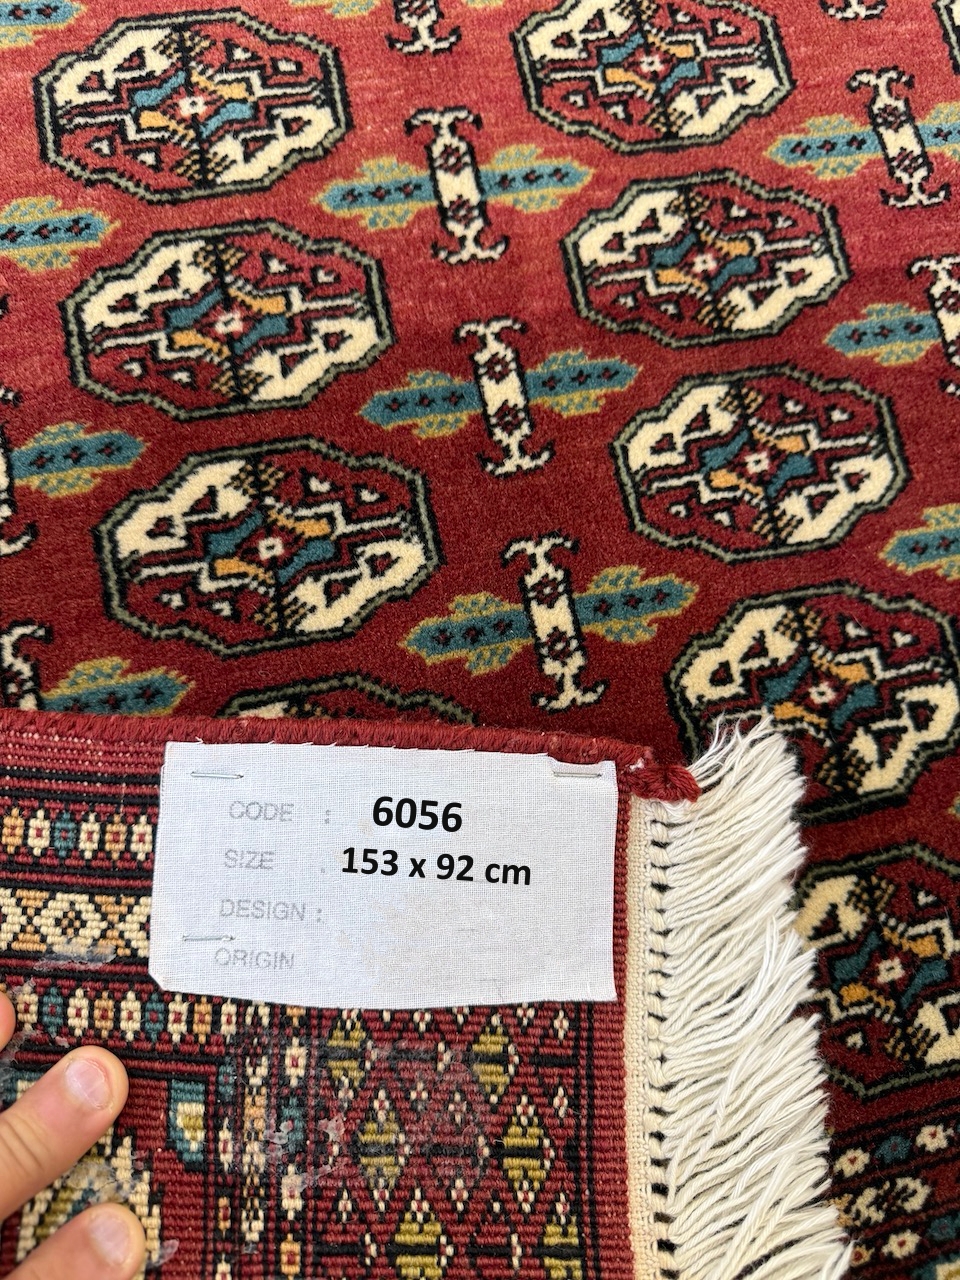 CODE : 6056
SIZE : 153 x 92 cm
DESIGN :
ORIGIN